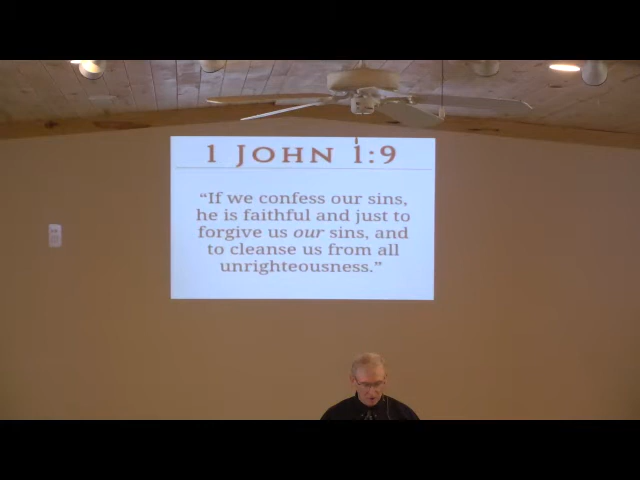 1 John 1:9
“If we confess our sins,
he is faithful and just to
forgive us our sins, and
to cleanse us from all
unrighteousness.”